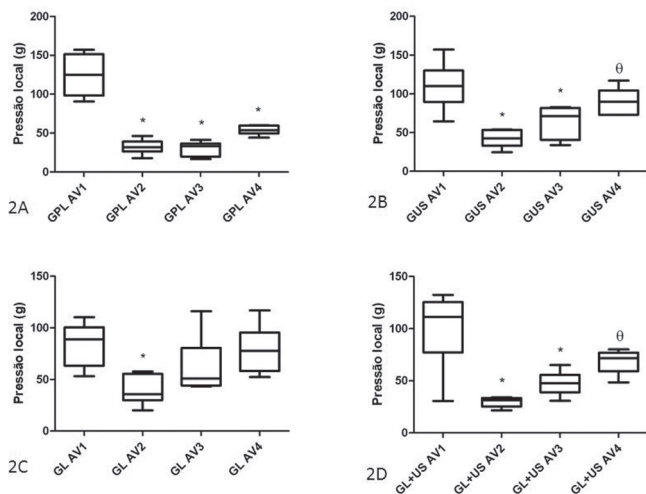 Pressão local (g)
200
150
100
50
0
*
*
*
GPL AV1
GPL AV2
GPL AV3
GPL AV4
2A
Pressão local (g)
200
150
100
50
0
*
*
θ
GUS AV1
GUS AV2
GUS AV3
GUS AV4
2B
Pressão local (g)
150
100
50
0
*
GL AV1
GL AV2
GL AV3
GL AV4
2C
Pressão local (g)
150
100
50
0
*
*
θ
GL+US AV1
GL+US AV2
GL+US AV3
GL+US AV4
2D